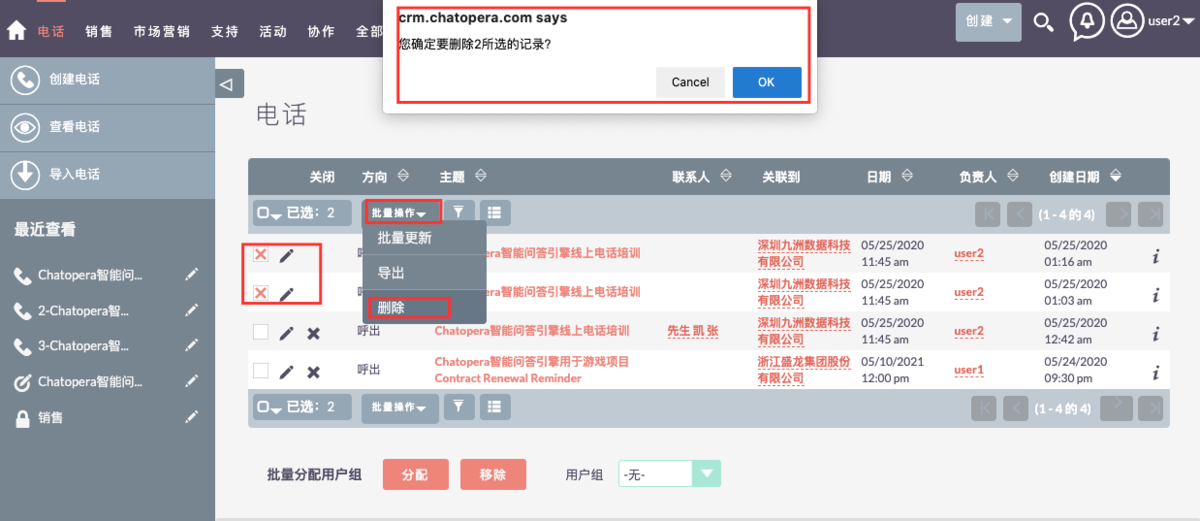 crm.chatopera.com says
您确定要删除2所选的记录?
Cancel OK
电话 销售 市场营销 支持 活动 协作 全部
创建 user2
创建电话
查看电话
导入电话
最近查看
Chatopera智能问...
2-Chatopera智...
3-Chatopera智...
Chatopera智能问...
销售
电话
关闭 方向 主题 联系人 关联到 日期 负责人 创建日期
已选: 2 批量操作 (1 - 4 的 4)
批量更新
导出
删除
era智能问答引擎线上电话培训 深圳九洲数据科技有限公司 05/25/2020 11:45 am user2 05/25/2020 01:16 am
era智能问答引擎线上电话培训 深圳九洲数据科技有限公司 05/25/2020 11:45 am user2 05/25/2020 01:03 am
呼出 Chatopera智能问答引擎线上电话培训 先生 凯 张 深圳九洲数据科技有限公司 05/25/2020 11:45 am user2 05/25/2020 12:42 am
呼出 Chatopera智能问答引擎用于游戏项目 Contract Renewal Reminder 浙江盛龙集团股份有限公司 05/10/2021 12:00 pm user1 05/24/2020 09:30 pm
已选: 2 批量操作 (1 - 4 的 4)
批量分配用户组 分配 移除 用户组 -无-